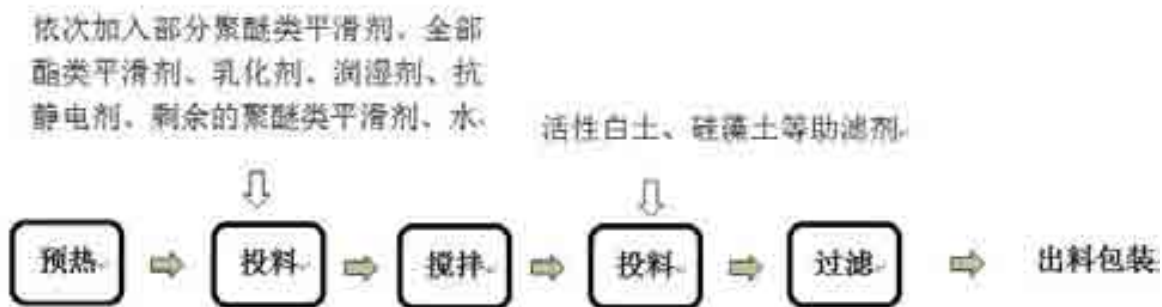 依次加入部分聚醚类平滑剂、全部
酯类平滑剂、乳化剂、润湿剂、抗
静电剂、剩余的聚醚类平滑剂、水
活性白土、硅藻土等助滤剂
预热
投料
搅拌
投料
过滤
出料包装